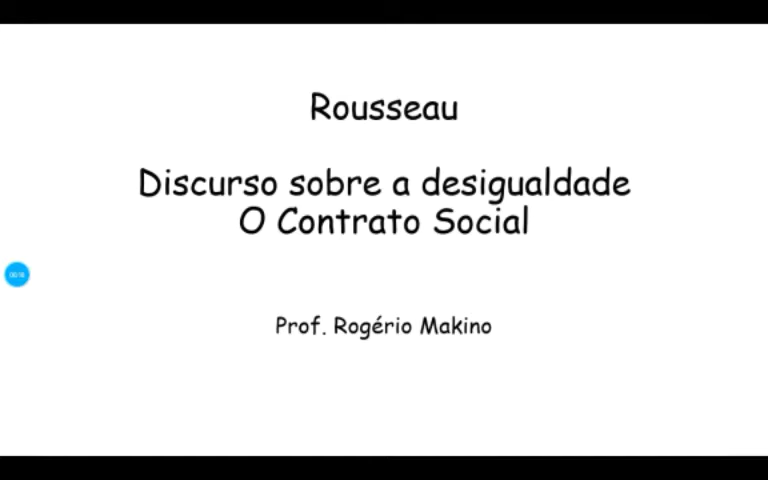 Rousseau
Discurso sobre a desigualdade
O Contrato Social
Prof. Rogério Makino